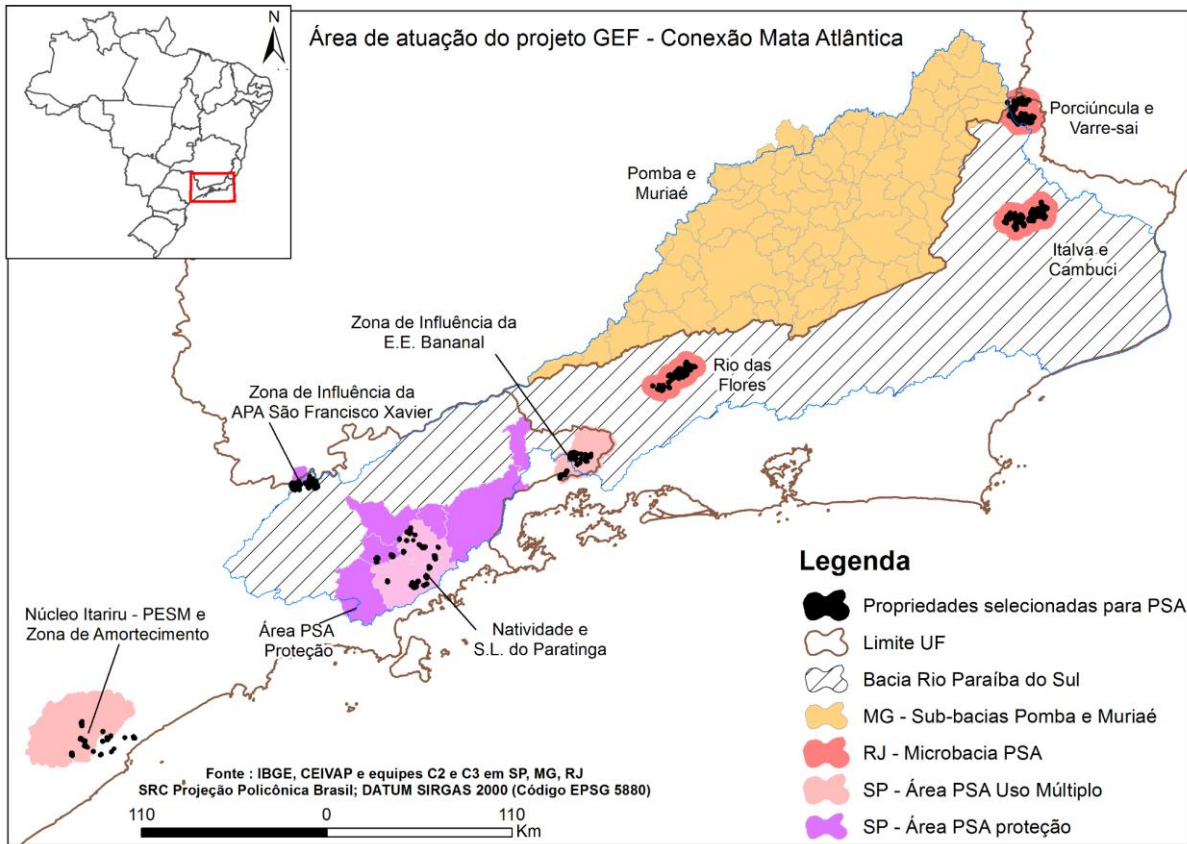 N
Área de atuação do projeto GEF - Conexão Mata Atlântica
Porciúncula e
Varre-sai
Pomba e
Muriaé
Italva e
Cambuci
Zona de Influência da
E.E. Bananal
Rio das
Flores
Zona de Influência da
APA São Francisco Xavier
Núcleo Itariru - PESM e
Zona de Amortecimento
Área PSA
Proteção
Natividade e
S.L. do Paratinga
Legenda
Propriedades selecionadas para PSA
Limite UF
Bacia Rio Paraíba do Sul
MG - Sub-bacias Pomba e Muriaé
RJ - Microbacia PSA
SP - Área PSA Uso Múltiplo
SP - Área PSA proteção
Fonte : IBGE, CEIVAP e equipes C2 e C3 em SP, MG, RJ
SRC Projeção Policônica Brasil; DATUM SIRGAS 2000 (Código EPSG 5880)
110 0 110
Km